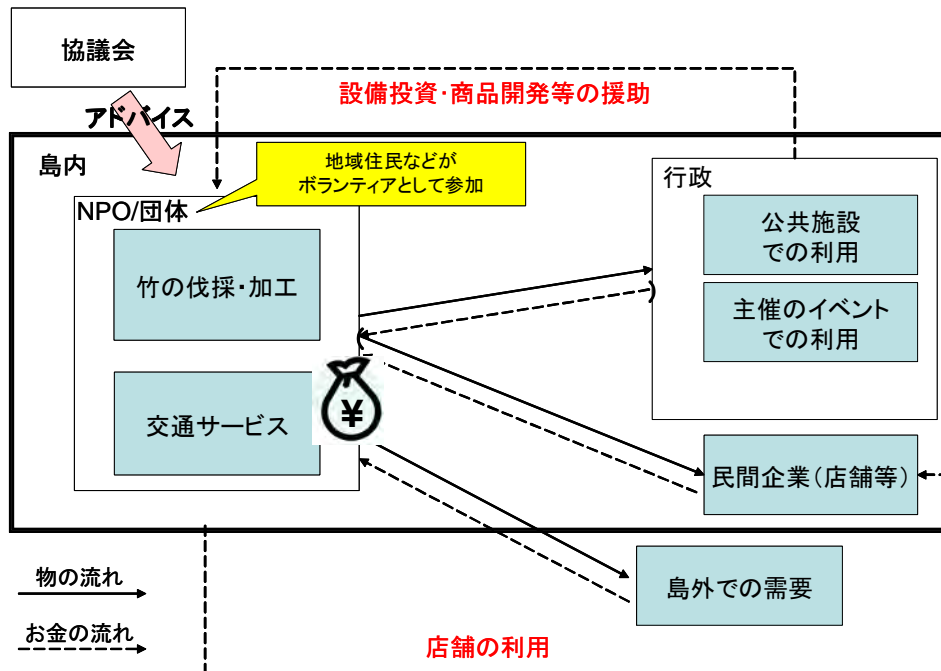 協議会
アドバイス
設備投資・商品開発等の援助
島内
地域住民などが
ボランティアとして参加
行政
NPO/団体
公共施設
での利用
竹の伐採・加工
主催のイベント
での利用
¥
交通サービス
民間企業（店舗等）
物の流れ
島外での需要
お金の流れ
店舗の利用